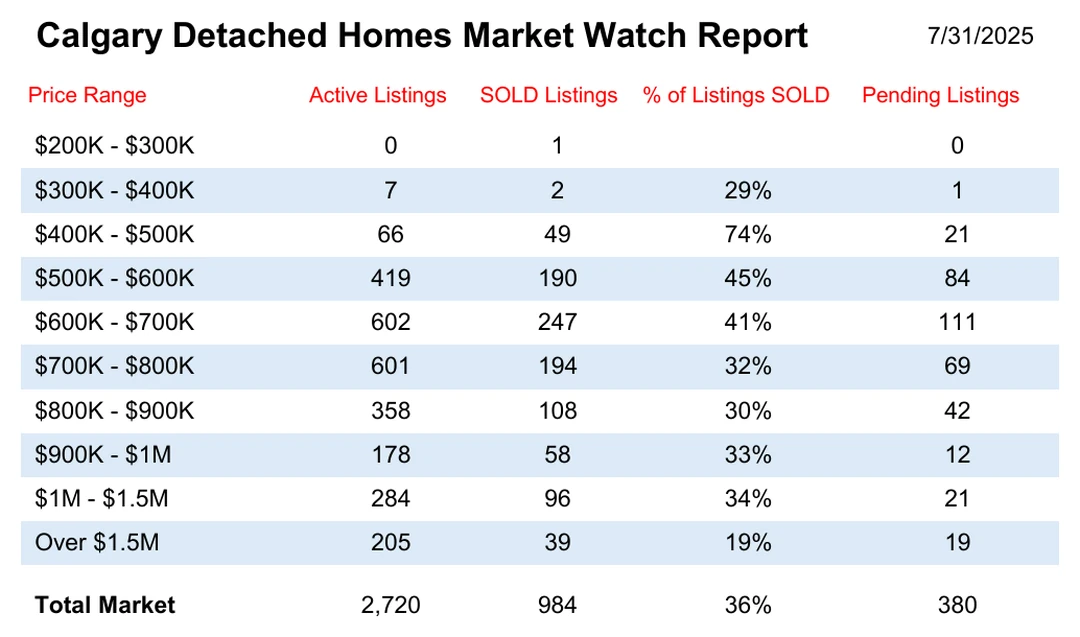 Calgary Detached Homes Market Watch Report 7/31/2025
Price Range Active Listings SOLD Listings % of Listings SOLD Pending Listings
$200K - $300K 0 1 0
$300K - $400K 7 2 29% 1
$400K - $500K 66 49 74% 21
$500K - $600K 419 190 45% 84
$600K - $700K 602 247 41% 111
$700K - $800K 601 194 32% 69
$800K - $900K 358 108 30% 42
$900K - $1M 178 58 33% 12
$1M - $1.5M 284 96 34% 21
Over $1.5M 205 39 19% 19
Total Market 2,720 984 36% 380